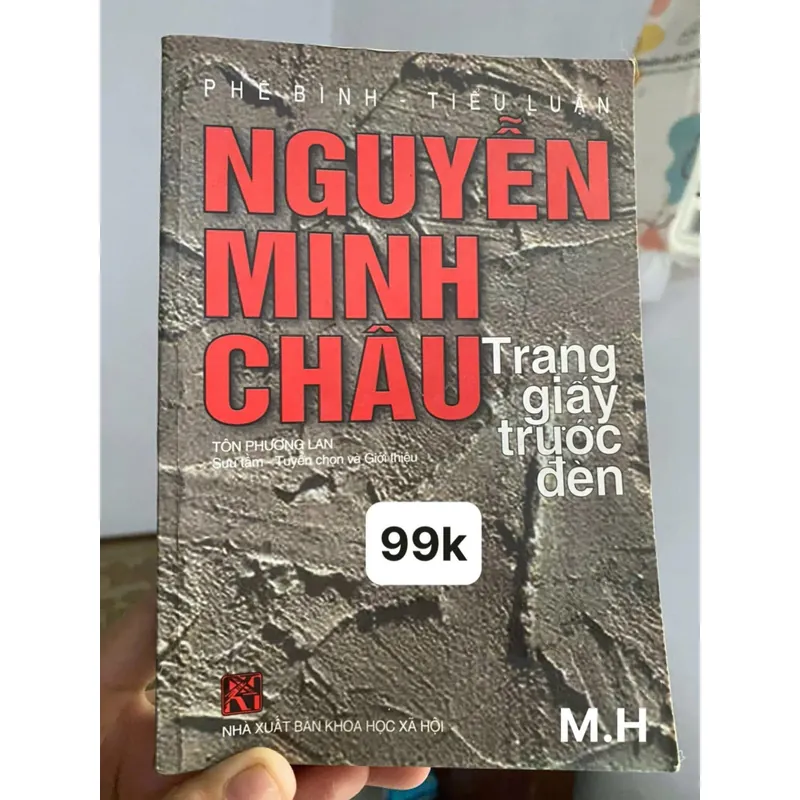 PHÊ BÌNH - TIỂU LUẬN
NGUYỄN
MINH
CHÂU
Trang
giấy
trước
đèn
TÔN PHƯƠNG LAN
Sưu tầm - Tuyển chọn và Giới thiệu
99k
NHÀ XUẤT BẢN KHOA HỌC XÃ HỘI
M.H